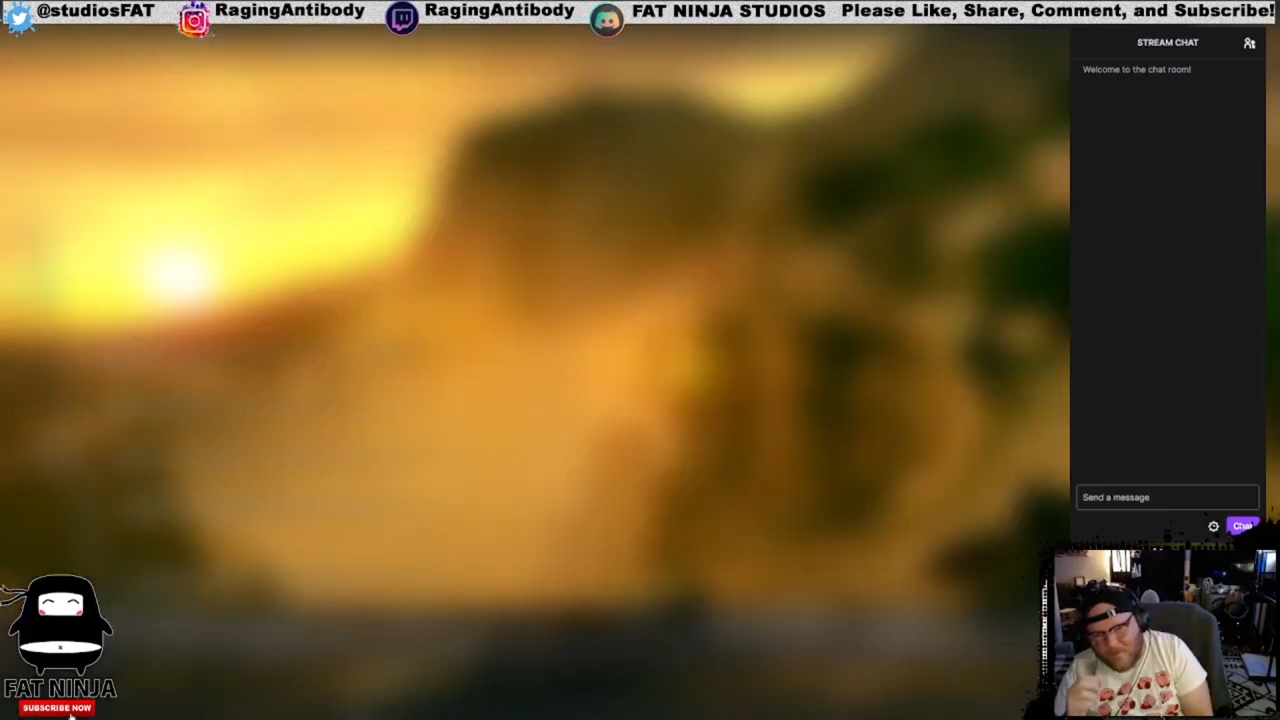 @studiosFAT RagingAntibody RagingAntibody FAT NINJA STUDIOS Please Like, Share, Comment, and Subscribe!
STREAM CHAT
Welcome to the chat room!
Send a message
Chat
FAT NINJA
SUBSCRIBE NOW